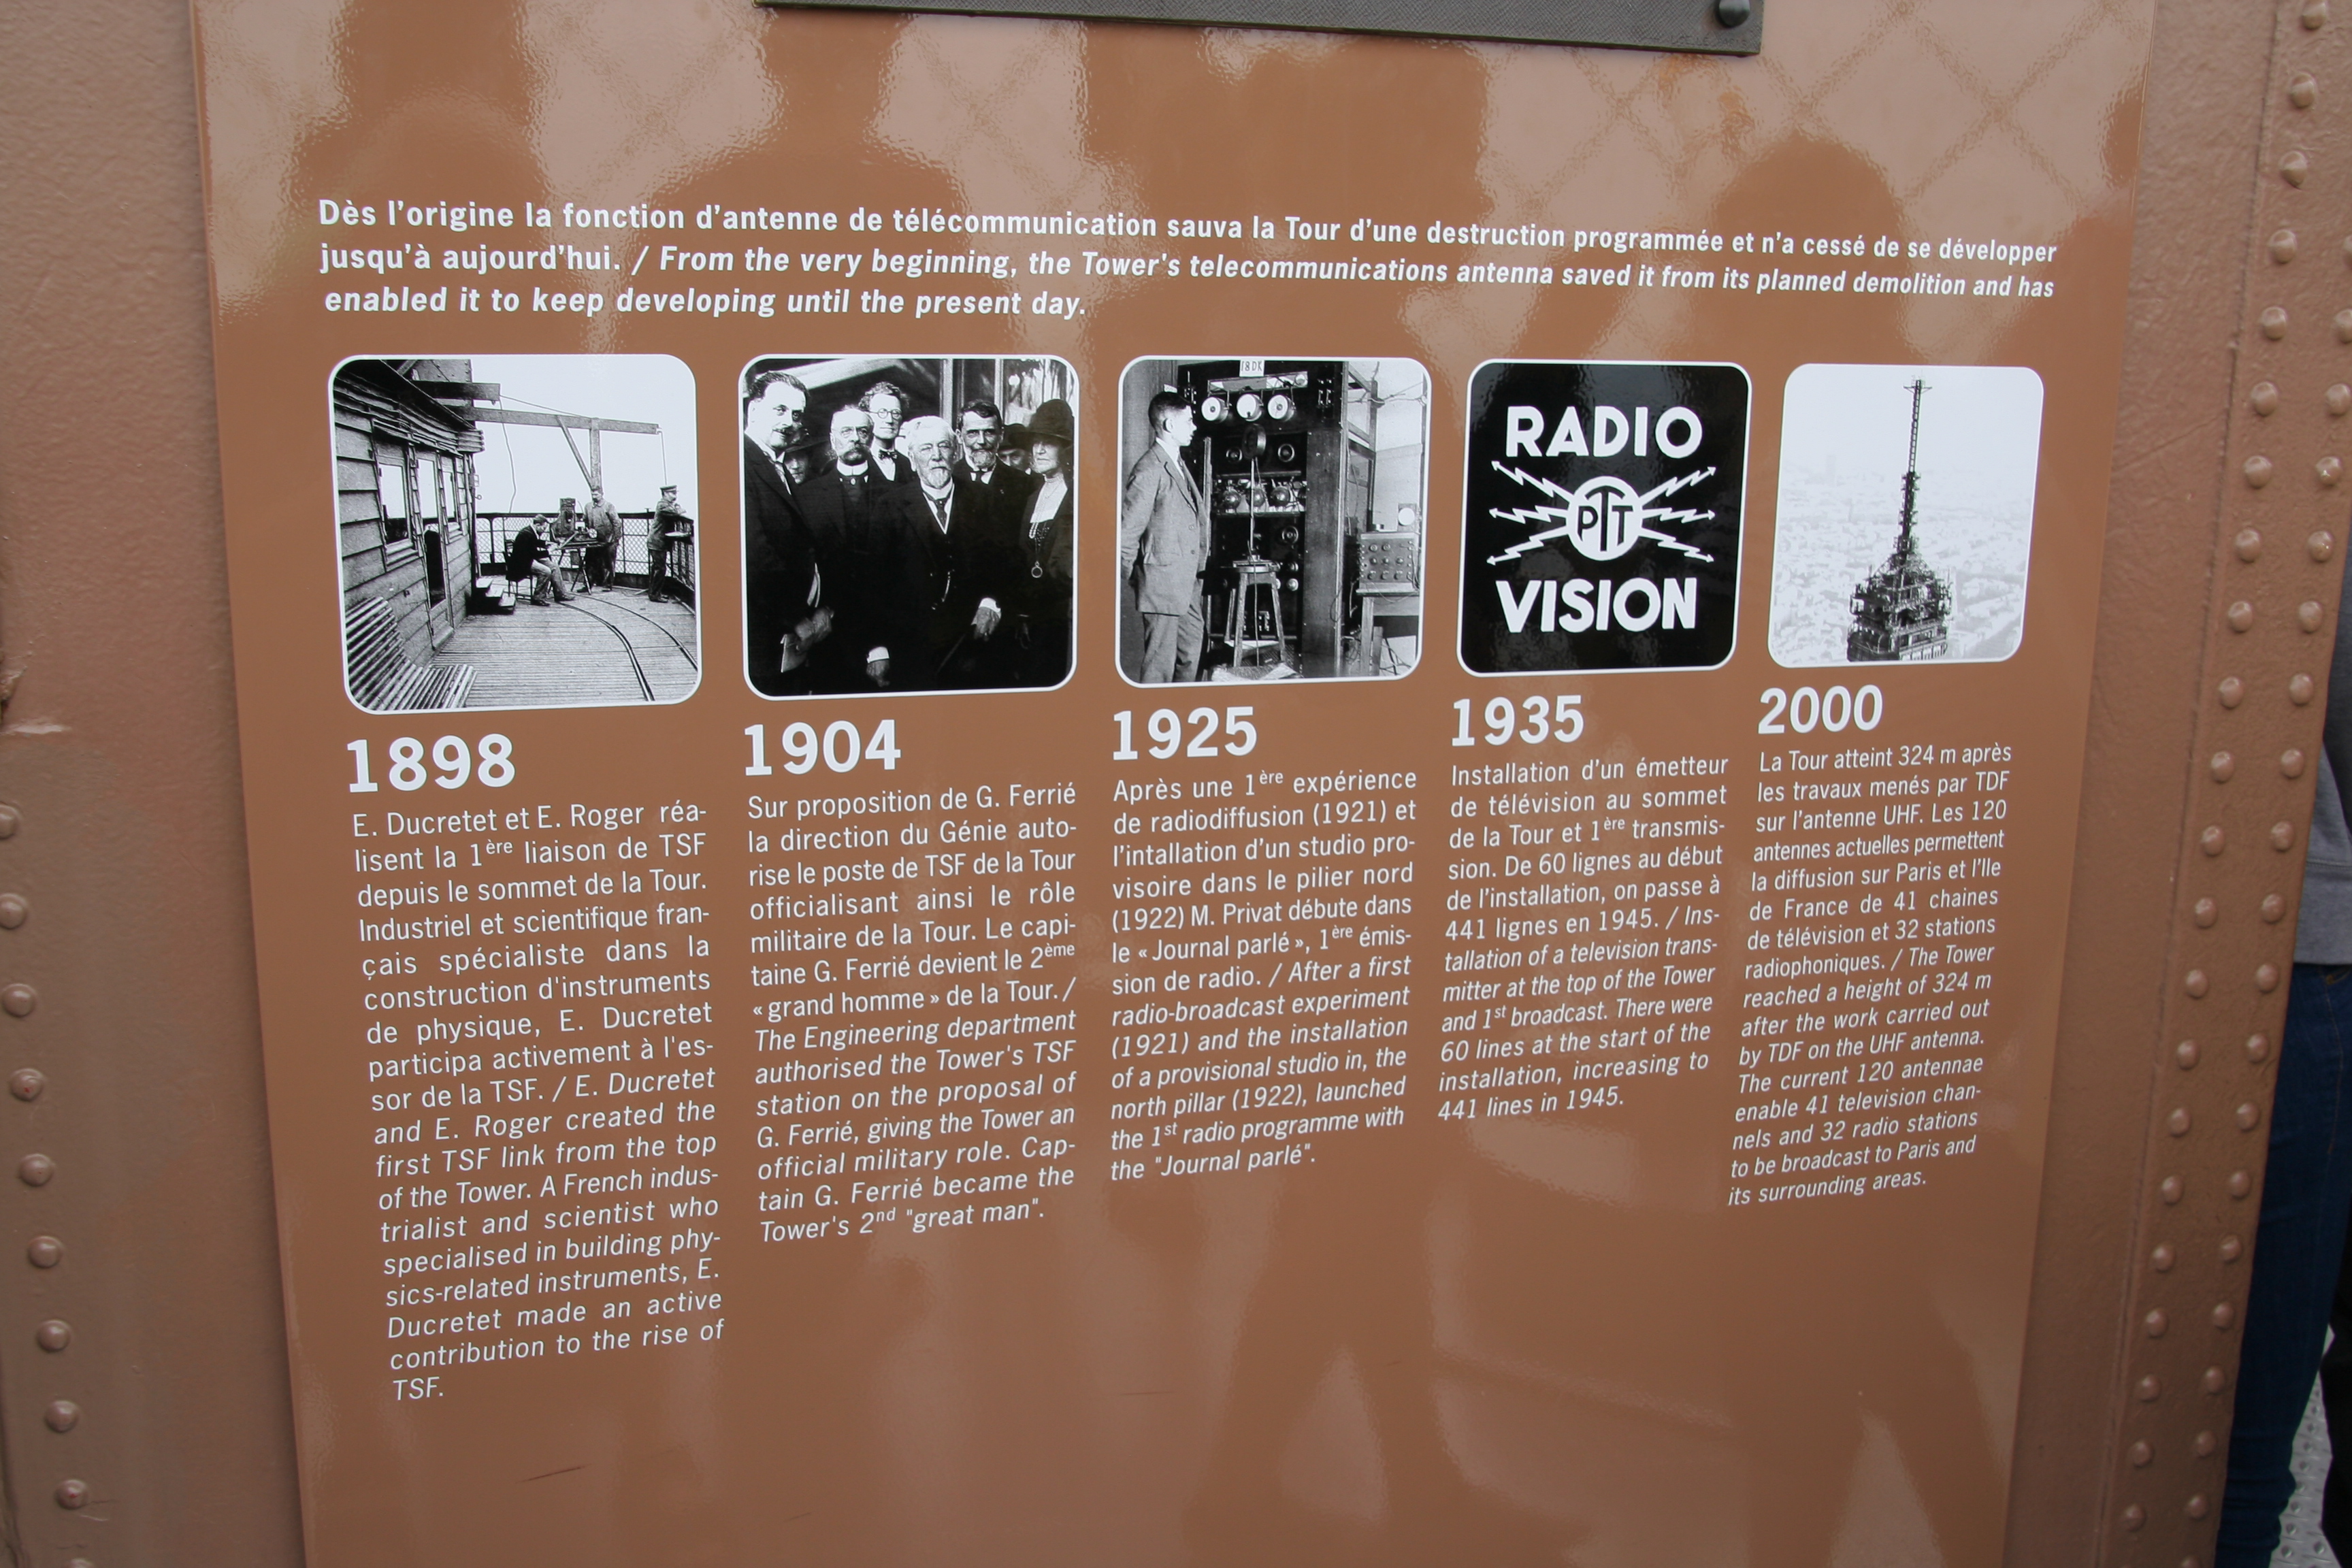 Dès l'origine la fonction d'antenne de télécommunication sauva la Tour d'une destruction programmée et n'a cessé de se développer
jusqu'à aujourd'hui. / From the very beginning, the Tower's telecommunications antenna saved it from its planned demolition and has
enabled it to keep developing until the present day.
18DK
RADIO
PTT
VISION
1898
E. Ducretet et E. Roger réa-
lisent la 1ère liaison de TSF
depuis le sommet de la Tour.
Industriel et scientifique fran-
çais spécialiste dans la
construction d'instruments
de physique, E. Ducretet
participa activement à l'es-
sor de la TSF. / E. Ducretet
and E. Roger created the
first TSF link from the top
of the Tower. A French indus-
trialist and scientist who
specialised in building phy-
sics-related instruments, E.
Ducretet made an active
contribution to the rise of
TSF.
1904
Sur proposition de G. Ferrié
la direction du Génie auto-
rise le poste de TSF de la Tour
officialisant ainsi le rôle
militaire de la Tour. Le capi-
taine G. Ferrié devient le 2ème
« grand homme » de la Tour. /
The Engineering department
authorised the Tower's TSF
station on the proposal of
G. Ferrié, giving the Tower an
official military role. Cap-
tain G. Ferrié became the
Tower's 2nd "great man".
1925
Après une 1ère expérience
de radiodiffusion (1921) et
l'intallation d'un studio pro-
visoire dans le pilier nord
(1922) M. Privat débute dans
le « Journal parlé », 1ère émis-
sion de radio. / After a first
radio-broadcast experiment
(1921) and the installation
of a provisional studio in, the
north pillar (1922), launched
the 1st radio programme with
the "Journal parlé".
1935
Installation d'un émetteur
de télévision au sommet
de la Tour et 1ère transmis-
sion. De 60 lignes au début
de l'installation, on passe à
441 lignes en 1945. / Ins-
tallation of a television trans-
mitter at the top of the Tower
and 1st broadcast. There were
60 lines at the start of the
installation, increasing to
441 lines in 1945.
2000
La Tour atteint 324 m après
les travaux menés par TDF
sur l'antenne UHF. Les 120
antennes actuelles permettent
la diffusion sur Paris et l'Ile
de France de 41 chaines
de télévision et 32 stations
radiophoniques. / The Tower
reached a height of 324 m
after the work carried out
by TDF on the UHF antenna.
The current 120 antennae
enable 41 television chan-
nels and 32 radio stations
to be broadcast to Paris and
its surrounding areas.